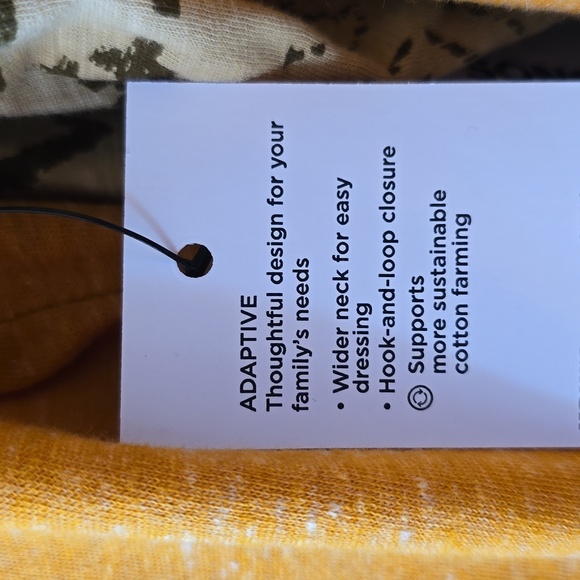 ADAPTIVE
Thoughtful design for your
family's needs
• Wider neck for easy
dressing
• Hook-and-loop closure
Supports
more sustainable
cotton farming